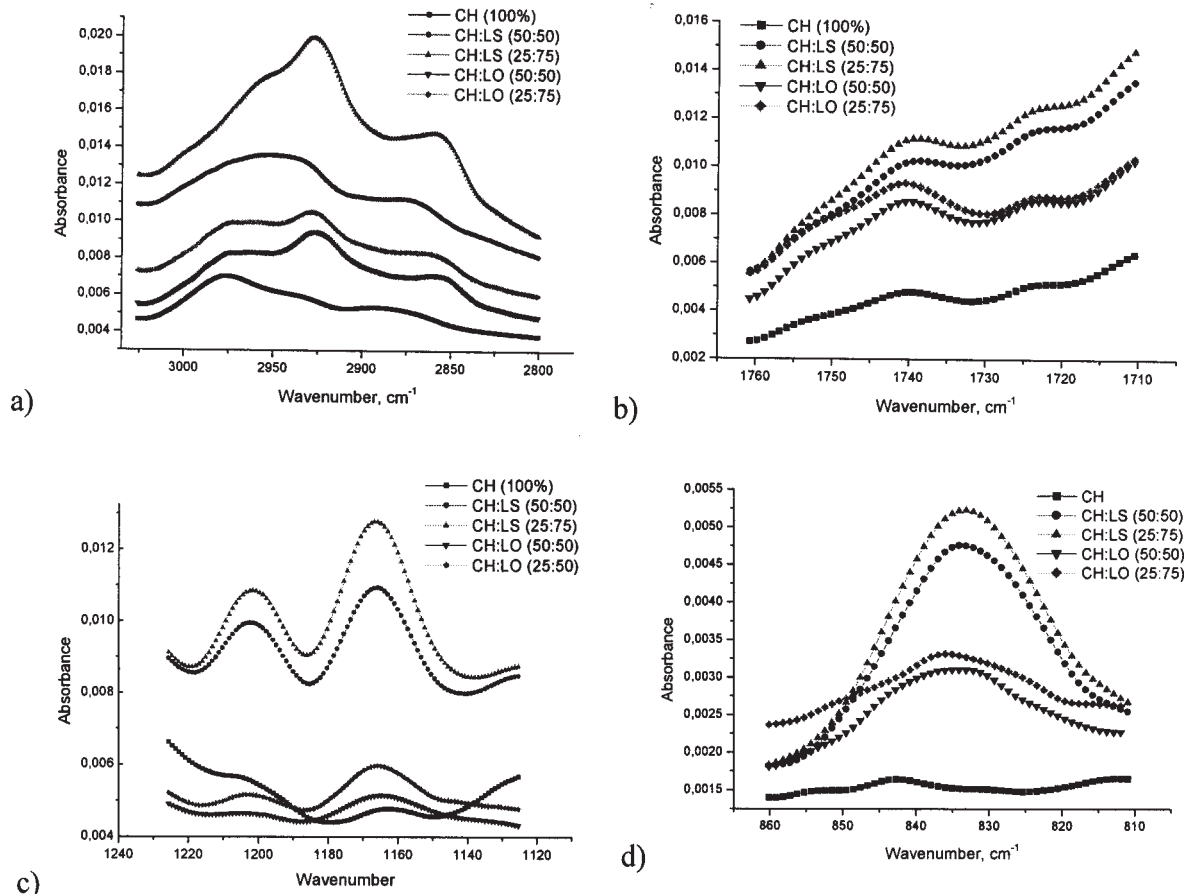 CH (100%)
CH:LS (50:50)
CH:LS (25:75)
CH:LO (50:50)
CH:LO (25:75)
0,020
0,018
0,016
0,014
0,012
0,010
0,008
0,006
0,004
Absorbance
3000 2950 2900 2850 2800
Wavenumber, cm-1
a)
CH (100%)
CH:LS (50:50)
CH:LS (25:75)
CH:LO (50:50)
CH:LO (25:75)
0,016
0,014
0,012
0,010
0,008
0,006
0,004
0,002
Absorbance
1760 1750 1740 1730 1720 1710
Wavenumber, cm-1
b)
CH (100%)
CH:LS (50:50)
CH:LS (25:75)
CH:LO (50:50)
CH:LO (25:50)
0,012
0,010
0,008
0,006
0,004
Absorbance
1240 1220 1200 1180 1160 1140 1120
Wavenumber
c)
CH
CH:LS (50:50)
CH:LS (25:75)
CH:LO (50:50)
CH:LO (25:75)
0,0055
0,0050
0,0045
0,0040
0,0035
0,0030
0,0025
0,0020
0,0015
Absorbance
860 850 840 830 820 810
Wavenumber, cm-1
d)